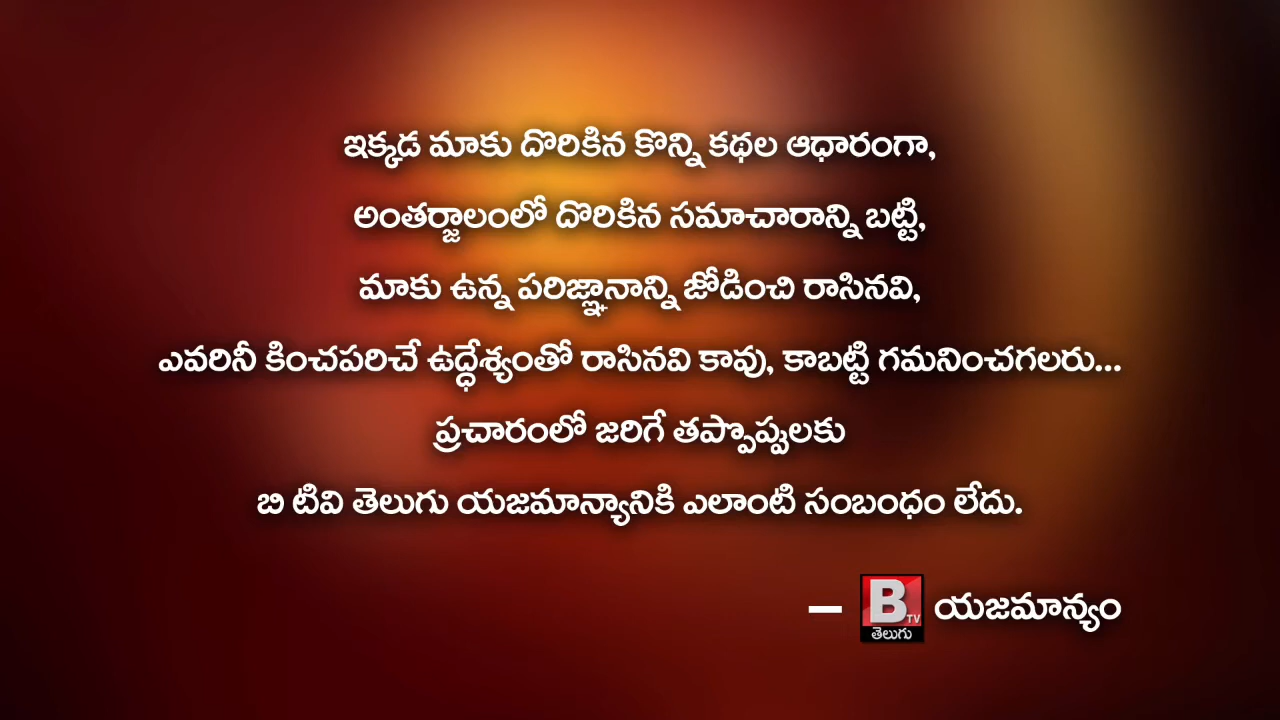 ఇక్కడ మాకు దొరికిన కొన్ని కథల ఆధారంగా,
అంతర్జాలంలో దొరికిన సమాచారాన్ని బట్టి,
మాకు ఉన్న పరిజ్ఞానాన్ని జోడించి రాసినవి,
ఎవరినీ కించపరిచే ఉద్ధేశ్యంతో రాసినవి కావు, కాబట్టి గమనించగలరు...
ప్రచారంలో జరిగే తప్పొప్పులకు
బి టివి తెలుగు యజమాన్యానికి ఎలాంటి సంబంధం లేదు.
– B TV తెలుగు యజమాన్యం